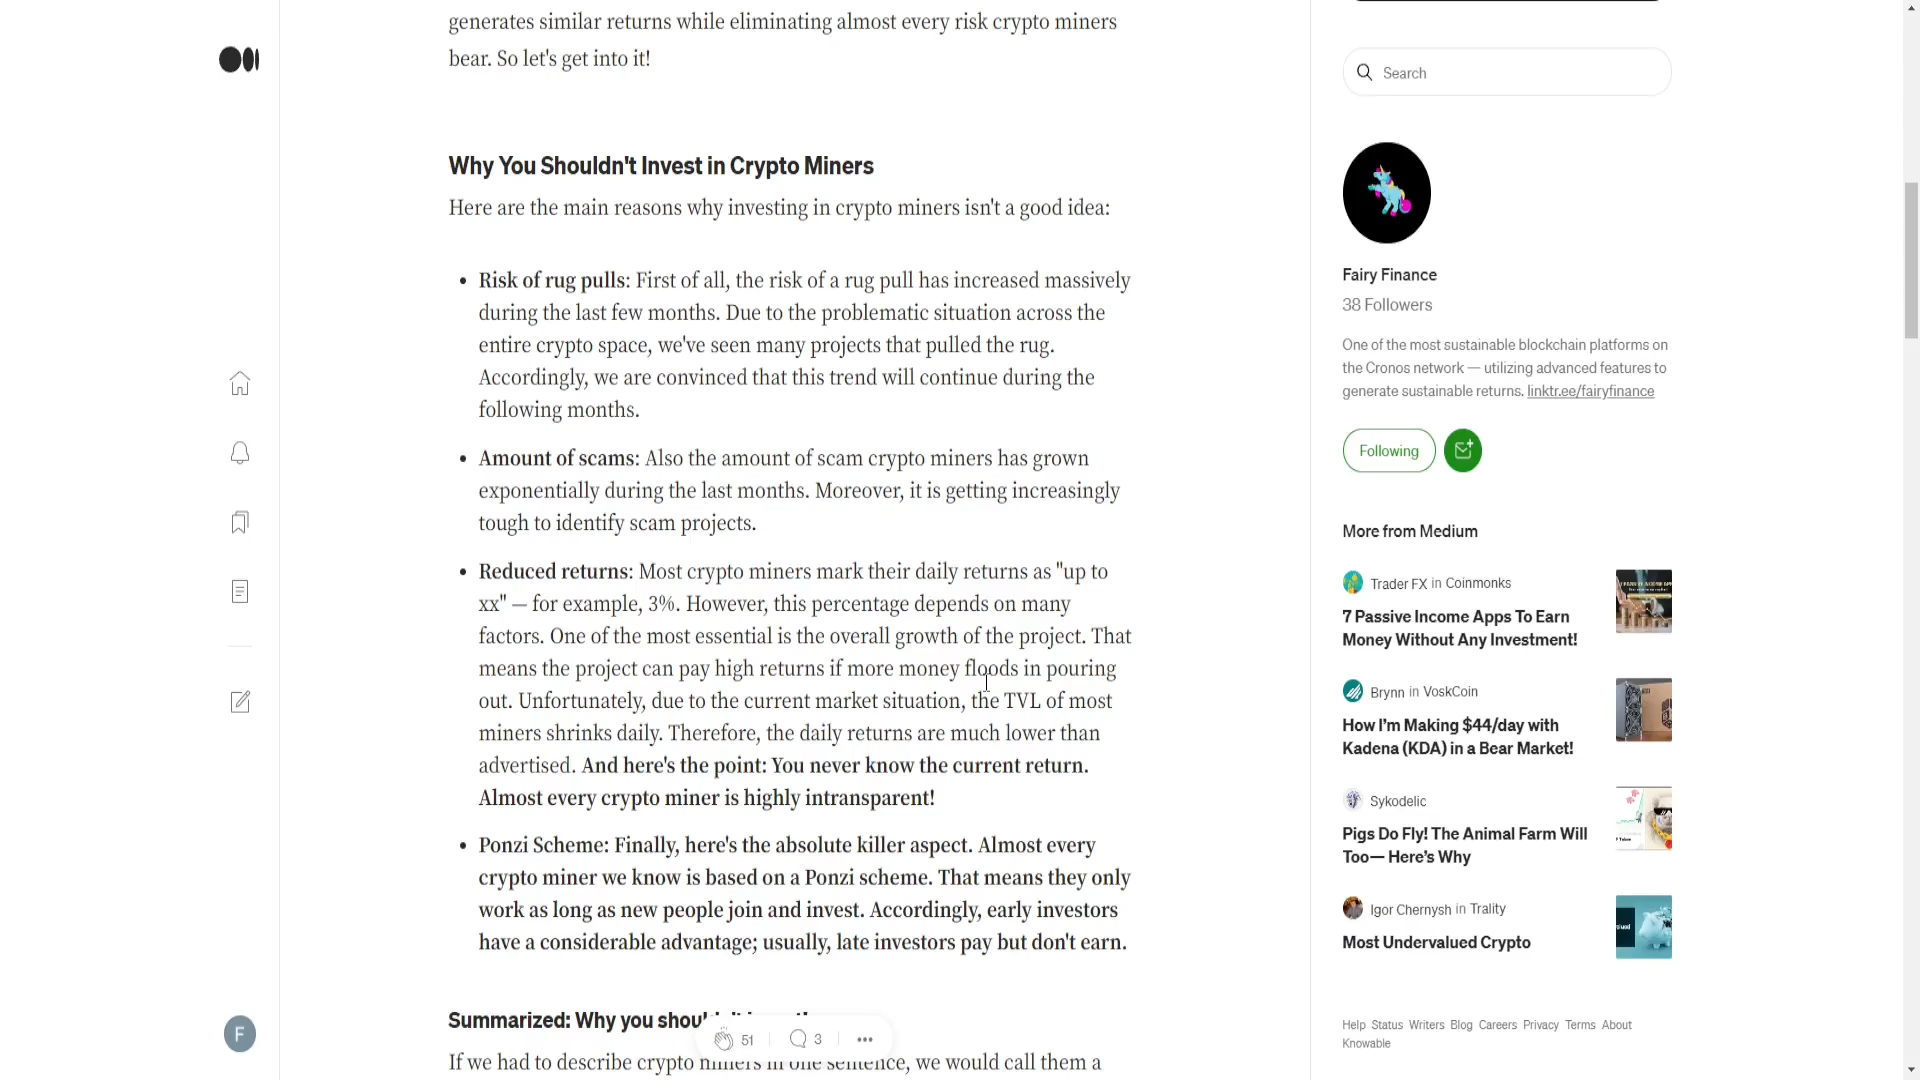 generates similar returns while eliminating almost every risk crypto miners
bear. So let's get into it!
Why You Shouldn't Invest in Crypto Miners
Here are the main reasons why investing in crypto miners isn't a good idea:
• Risk of rug pulls: First of all, the risk of a rug pull has increased massively
during the last few months. Due to the problematic situation across the
entire crypto space, we've seen many projects that pulled the rug.
Accordingly, we are convinced that this trend will continue during the
following months.
• Amount of scams: Also the amount of scam crypto miners has grown
exponentially during the last months. Moreover, it is getting increasingly
tough to identify scam projects.
• Reduced returns: Most crypto miners mark their daily returns as "up to
xx" — for example, 3%. However, this percentage depends on many
factors. One of the most essential is the overall growth of the project. That
means the project can pay high returns if more money floods in pouring
out. Unfortunately, due to the current market situation, the TVL of most
miners shrinks daily. Therefore, the daily returns are much lower than
advertised. And here's the point: You never know the current return.
Almost every crypto miner is highly intransparent!
• Ponzi Scheme: Finally, here's the absolute killer aspect. Almost every
crypto miner we know is based on a Ponzi scheme. That means they only
work as long as new people join and invest. Accordingly, early investors
have a considerable advantage; usually, late investors pay but don't earn.
Summarized: Why you
If we had to describe crypto miners in one sentence, we would call them a
51
3
F
Search
Fairy Finance
38 Followers
One of the most sustainable blockchain platforms on
the Cronos network — utilizing advanced features to
generate sustainable returns. linktr.ee/fairyfinance
Following
More from Medium
Trader FX in Coinmonks
7 Passive Income Apps To Earn
Money Without Any Investment!
Brynn in VoskCoin
How I'm Making $44/day with
Kadena (KDA) in a Bear Market!
Sykodelic
Pigs Do Fly! The Animal Farm Will
Too— Here's Why
Igor Chernysh in Trality
Most Undervalued Crypto
Help Status Writers Blog Careers Privacy Terms About
Knowable